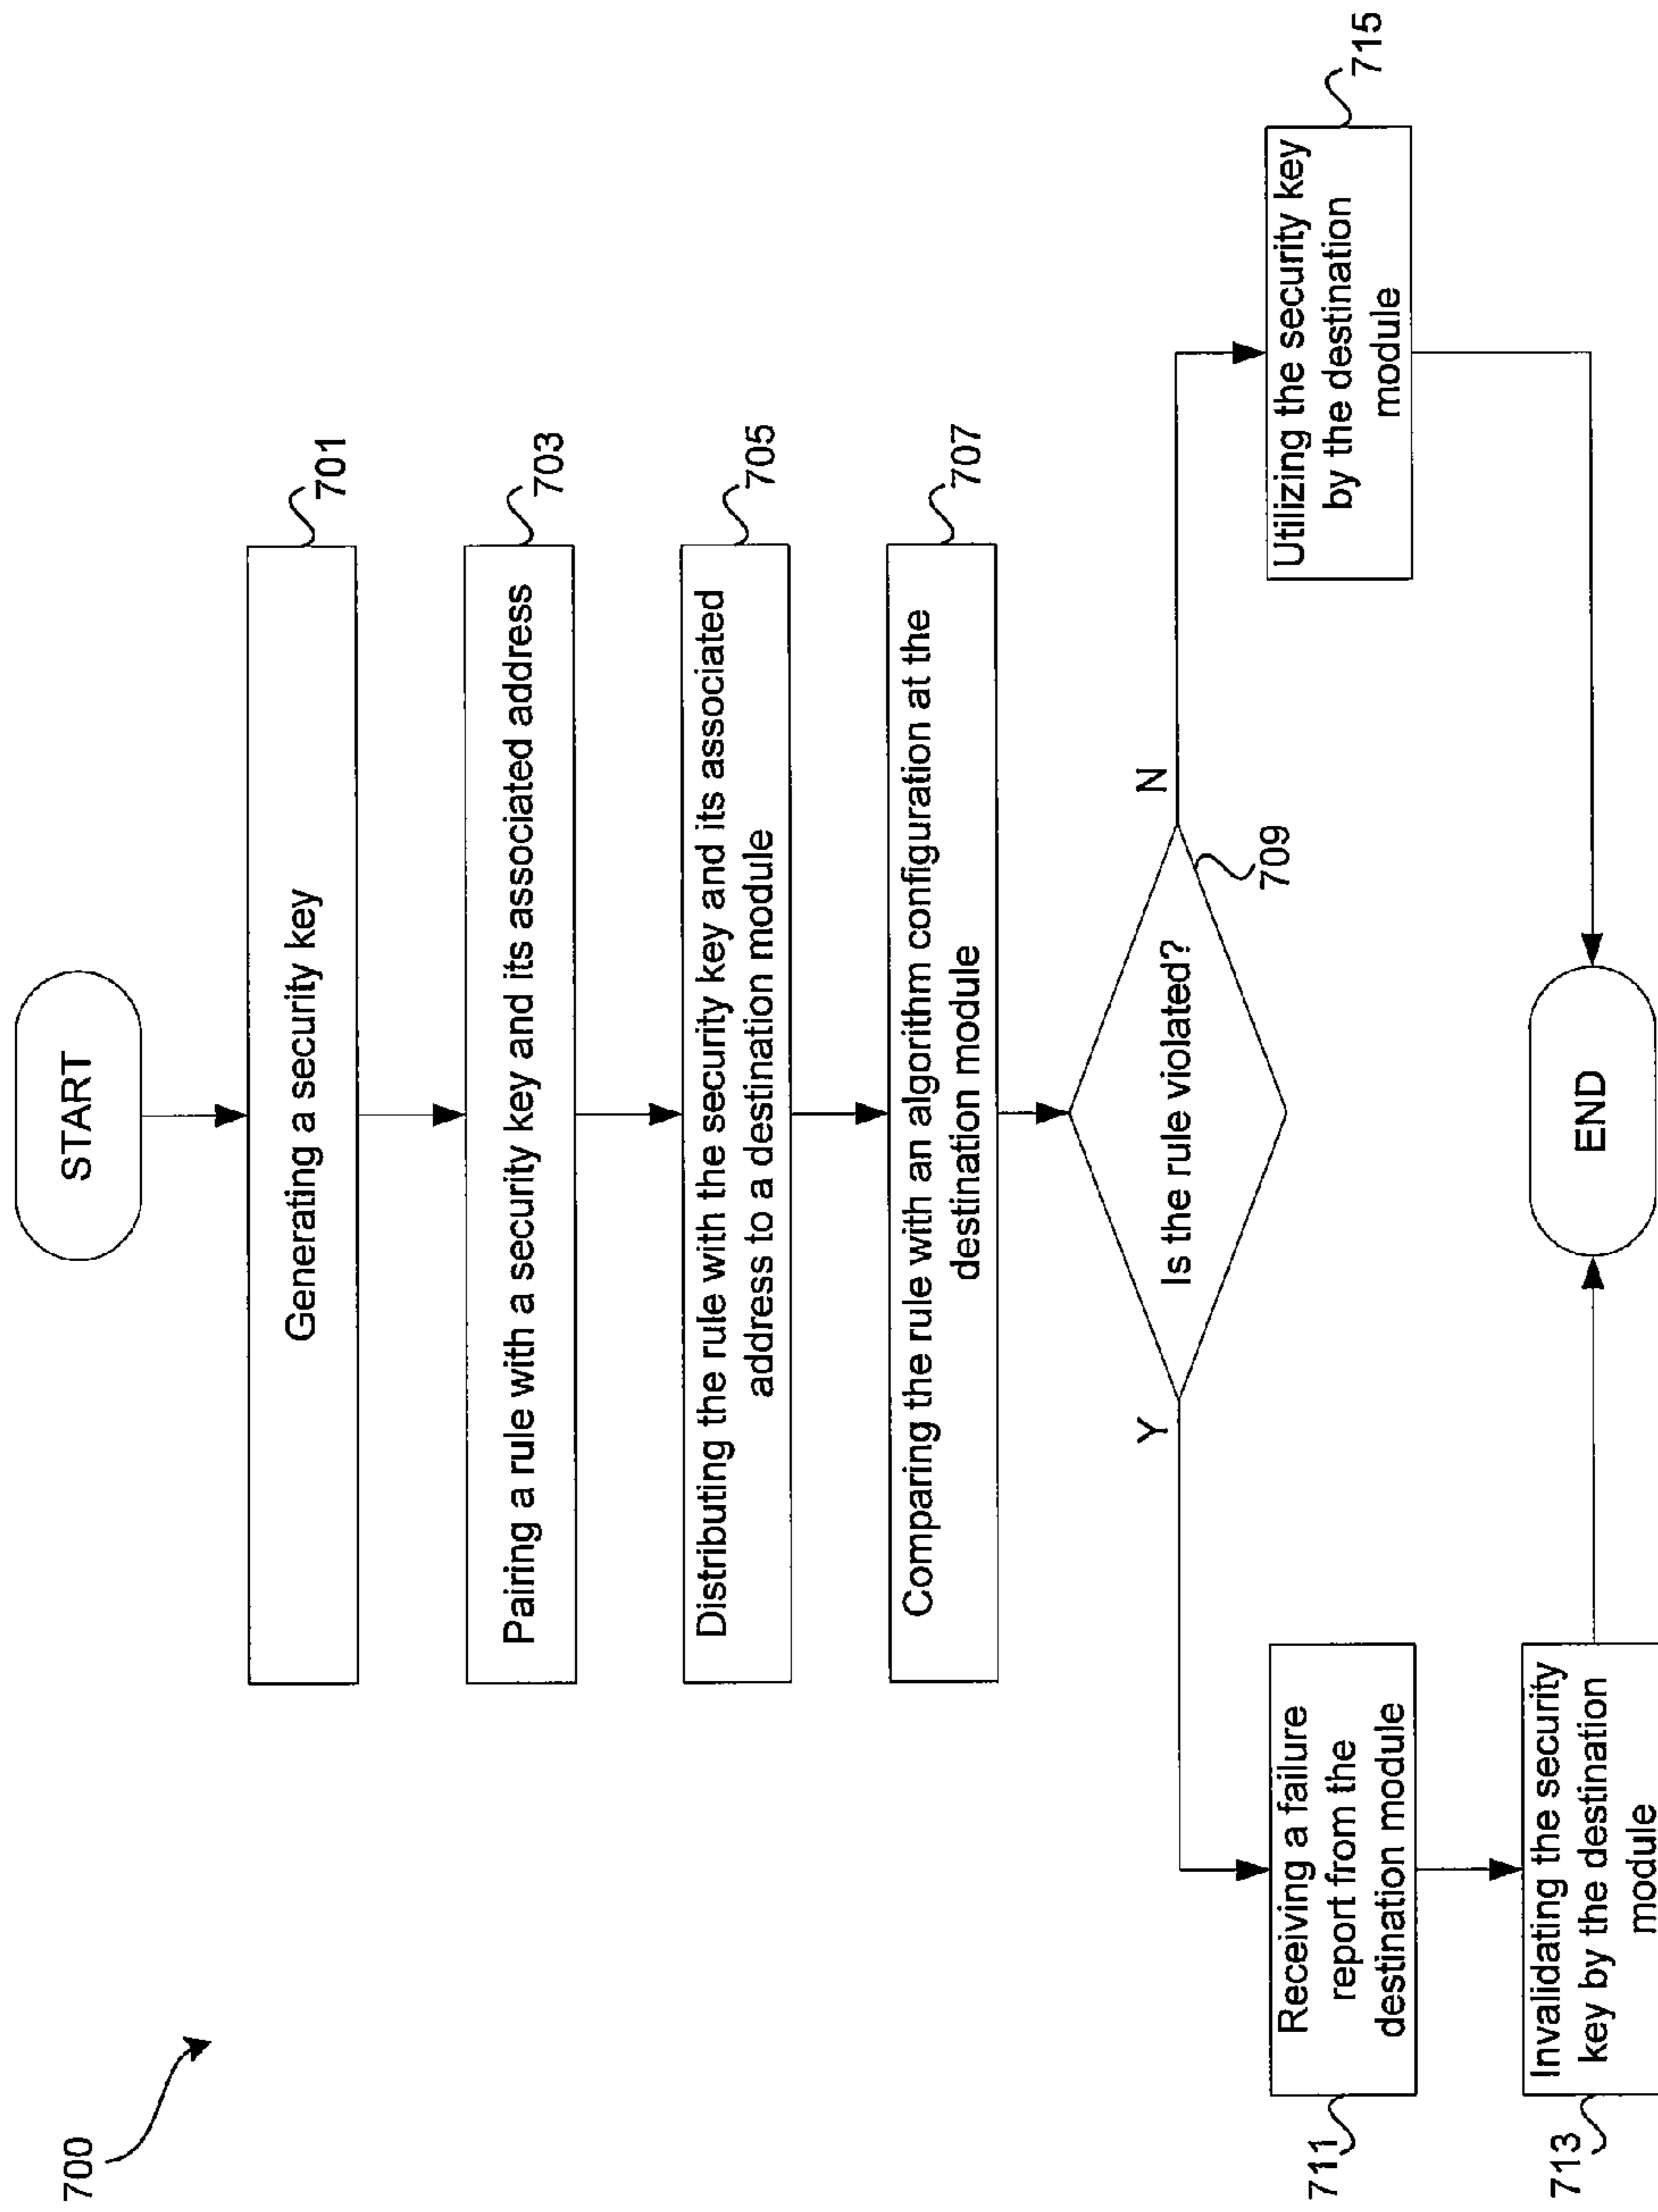 700
START
Generating a security key
701
Pairing a rule with a security key and its associated address
703
Distributing the rule with the security key and its associated
address to a destination module
705
Comparing the rule with an algorithm configuration at the
destination module
707
Is the rule violated?
709
Y
N
Receiving a failure
report from the
destination module
711
Utilizing the security key
by the destination
module
715
Invalidating the security
key by the destination
module
713
END